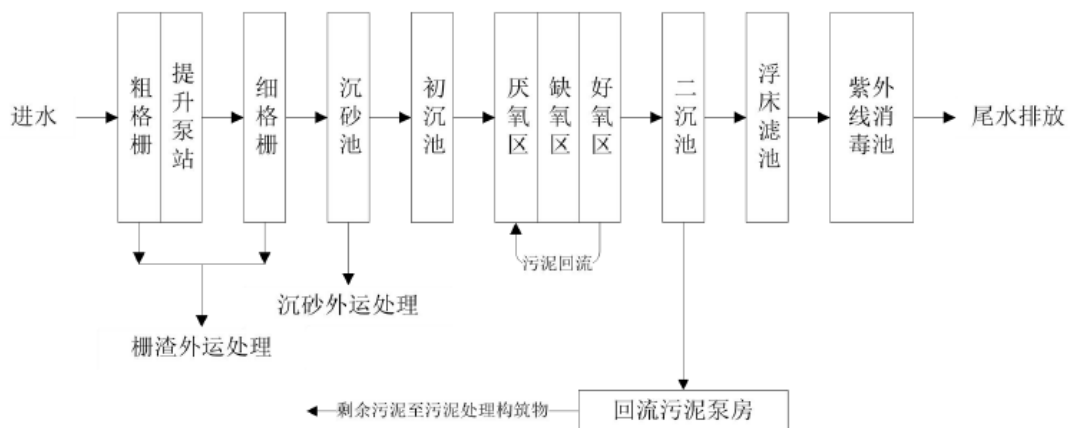 进水
粗格栅
提升泵站
细格栅
沉砂池
初沉池
厌氧区
缺氧区
好氧区
二沉池
浮床滤池
紫外线消毒池
尾水排放
污泥回流
沉砂外运处理
栅渣外运处理
剩余污泥至污泥处理构筑物
回流污泥泵房